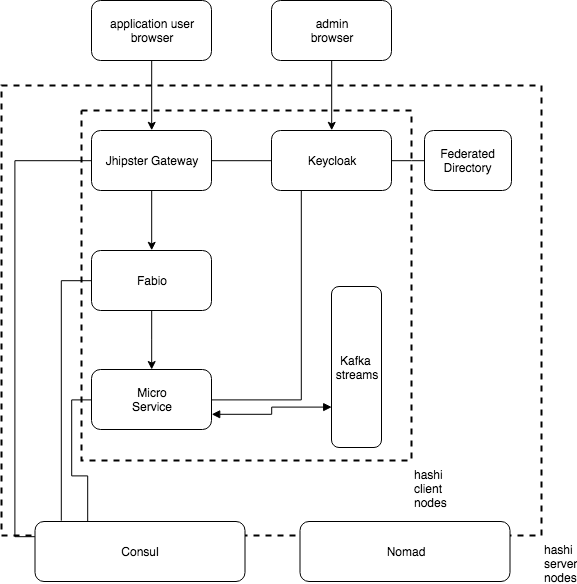 application user
browser
admin
browser
Jhipster Gateway
Keycloak
Federated
Directory
Fabio
Kafka
streams
Micro
Service
hashi
client
nodes
Consul
Nomad
hashi
server
nodes